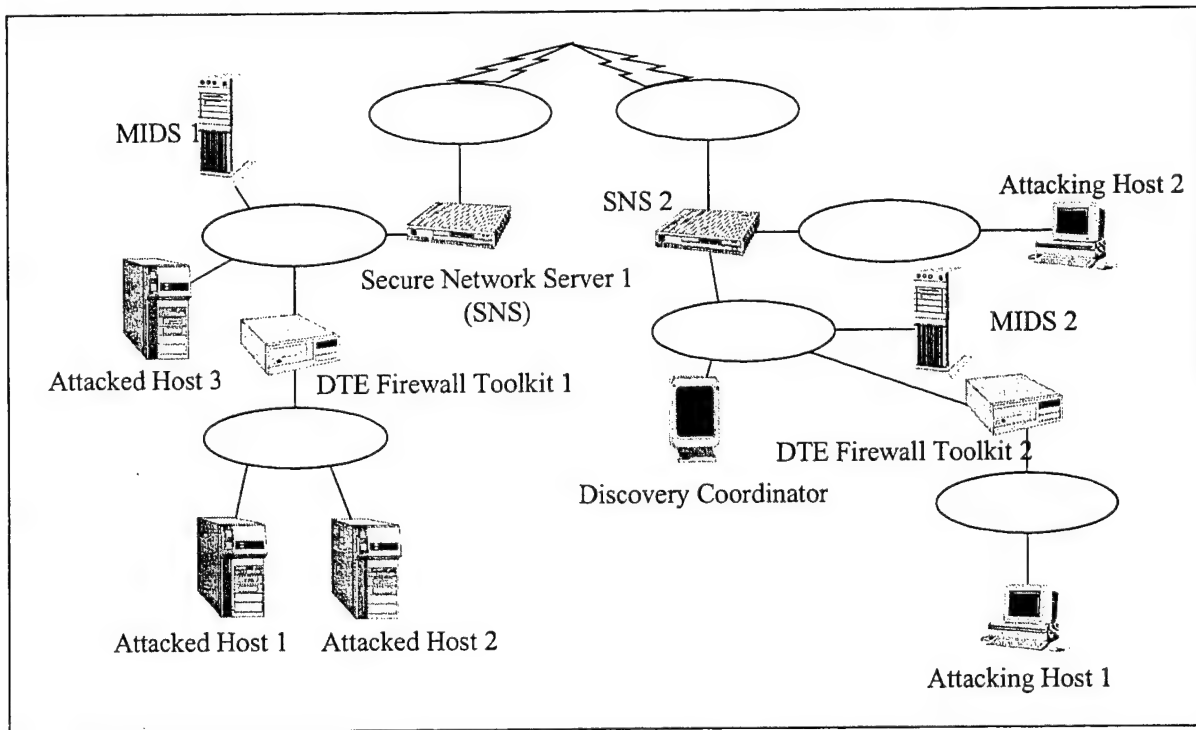 MIDS 1
SNS 2
Attacking Host 2
Secure Network Server 1
(SNS)
MIDS 2
Attacked Host 3
DTE Firewall Toolkit 1
DTE Firewall Toolkit 2
Discovery Coordinator
Attacked Host 1
Attacked Host 2
Attacking Host 1